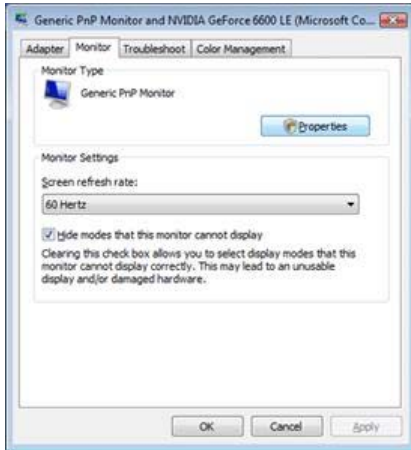 Generic PnP Monitor and NVIDIA GeForce 6600 LE (Microsoft Co...
Adapter Monitor Troubleshoot Color Management
Monitor Type
Generic PnP Monitor
Properties
Monitor Settings
Screen refresh rate:
60 Hertz
Hide modes that this monitor cannot display
Clearing this check box allows you to select display modes that this
monitor cannot display correctly. This may lead to an unusable
display and/or damaged hardware.
OK Cancel Apply